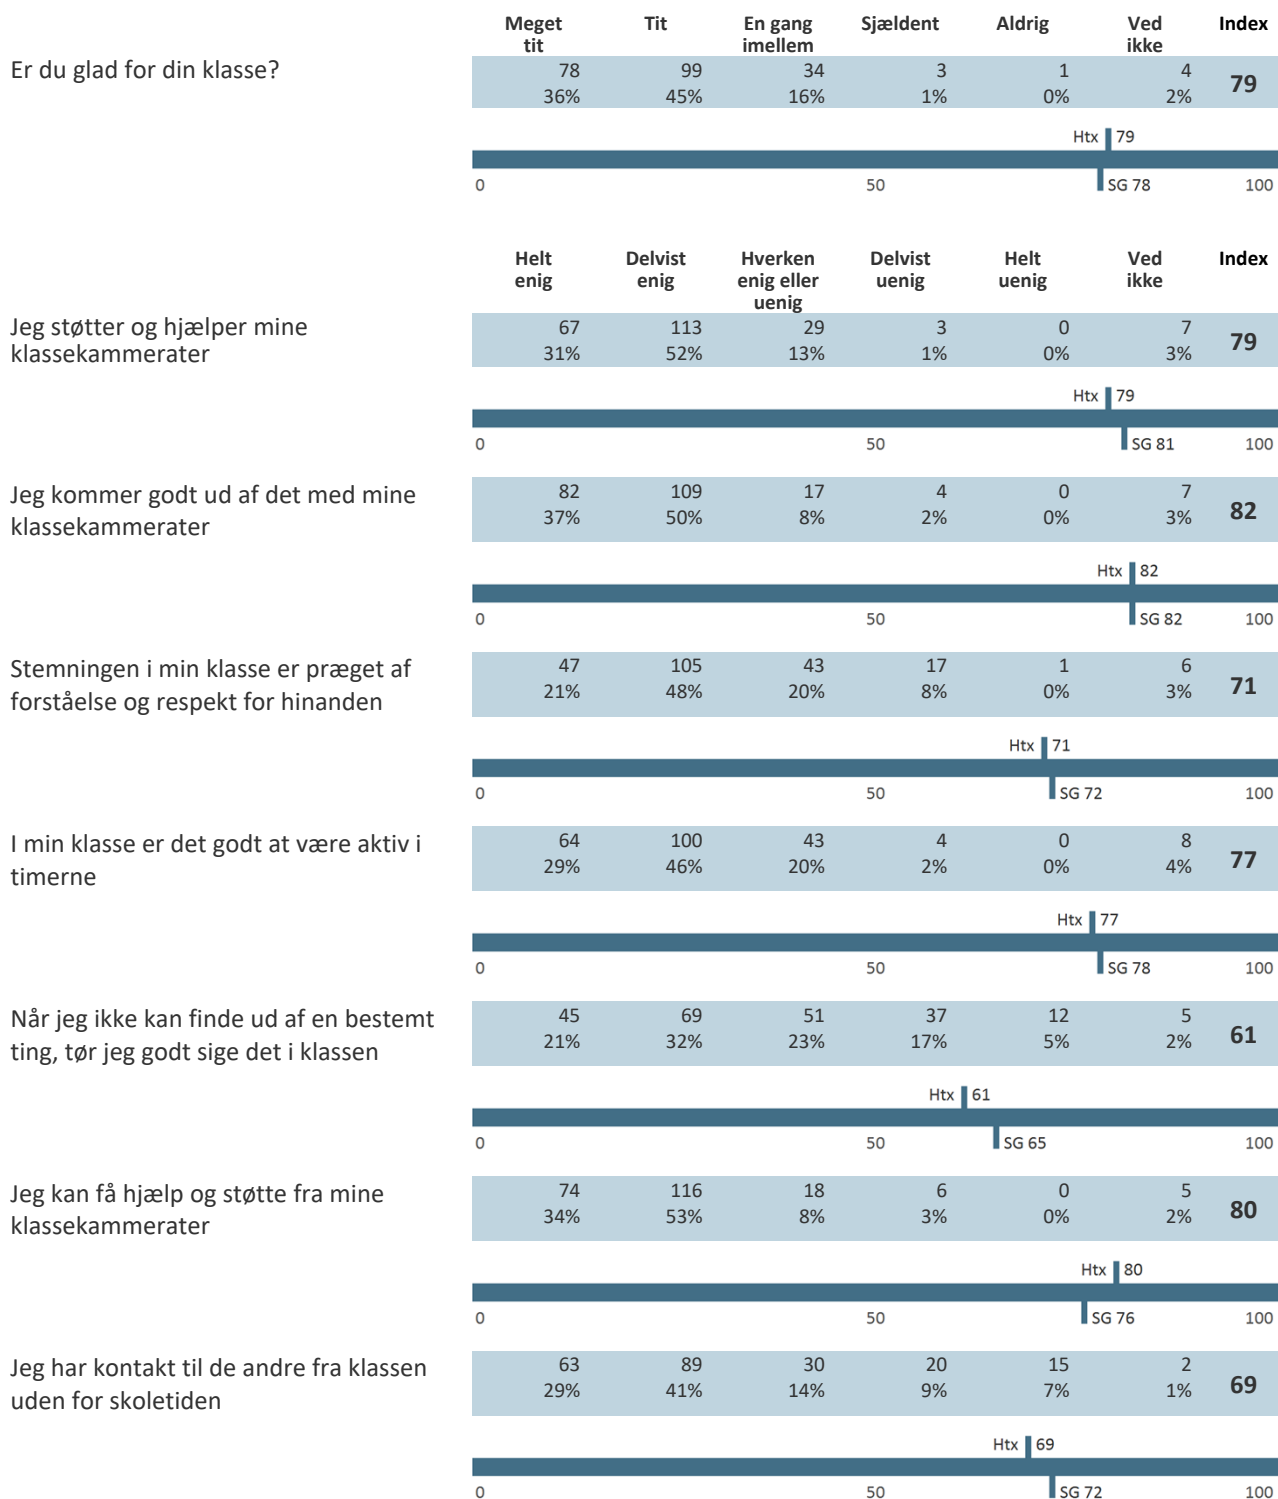 Meget tit Tit En gang imellem Sjældent Aldrig Ved ikke Index
Er du glad for din klasse?
78 99 34 3 1 4 79
36% 45% 16% 1% 0% 2%
Htx 79
0 50 SG 78 100
Helt enig Delvist enig Hverken enig eller uenig Delvist uenig Helt uenig Ved ikke Index
Jeg støtter og hjælper mine
klassekammerater
67 113 29 3 0 7 79
31% 52% 13% 1% 0% 3%
Htx 79
0 50 SG 81 100
Jeg kommer godt ud af det med mine
klassekammerater
82 109 17 4 0 7 82
37% 50% 8% 2% 0% 3%
Htx 82
0 50 SG 82 100
Stemningen i min klasse er præget af
forståelse og respekt for hinanden
47 105 43 17 1 6 71
21% 48% 20% 8% 0% 3%
Htx 71
0 50 SG 72 100
I min klasse er det godt at være aktiv i
timerne
64 100 43 4 0 8 77
29% 46% 20% 2% 0% 4%
Htx 77
0 50 SG 78 100
Når jeg ikke kan finde ud af en bestemt
ting, tør jeg godt sige det i klassen
45 69 51 37 12 5 61
21% 32% 23% 17% 5% 2%
Htx 61
0 50 SG 65 100
Jeg kan få hjælp og støtte fra mine
klassekammerater
74 116 18 6 0 5 80
34% 53% 8% 3% 0% 2%
Htx 80
0 50 SG 76 100
Jeg har kontakt til de andre fra klassen
uden for skoletiden
63 89 30 20 15 2 69
29% 41% 14% 9% 7% 1%
Htx 69
0 50 SG 72 100